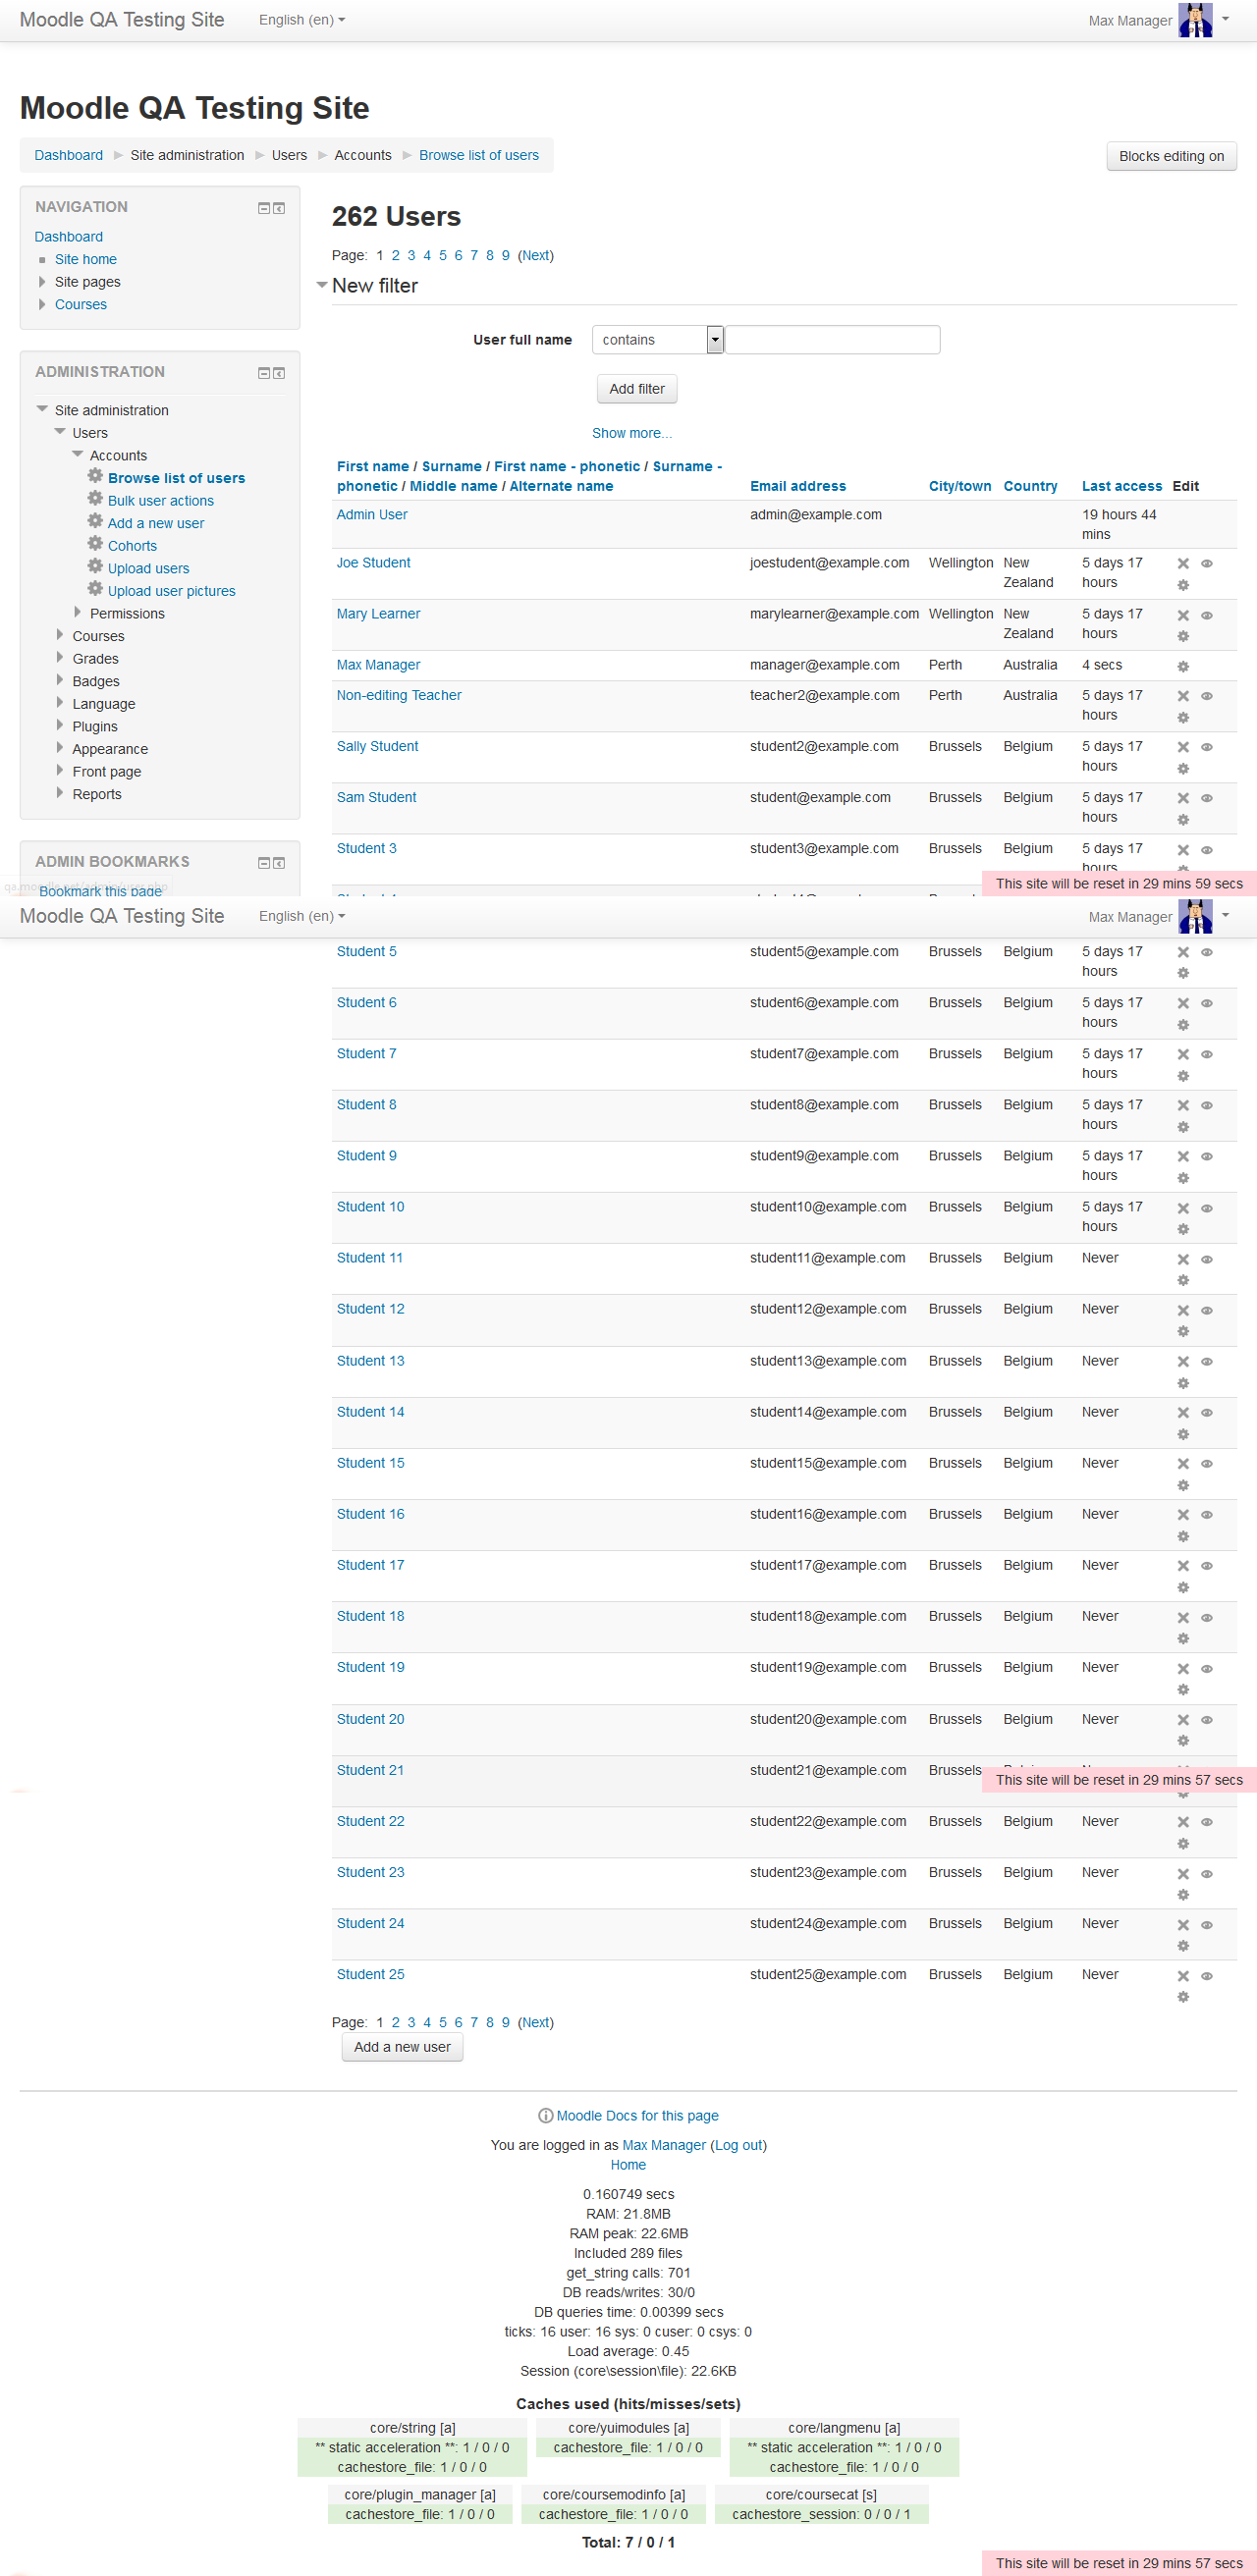 Moodle QA Testing Site English (en) Max Manager
Moodle QA Testing Site
Dashboard Site administration Users Accounts Browse list of users Blocks editing on
NAVIGATION
Dashboard
Site home
Site pages
Courses
ADMINISTRATION
Site administration
Users
Accounts
Browse list of users
Bulk user actions
Add a new user
Cohorts
Upload users
Upload user pictures
Permissions
Courses
Grades
Badges
Language
Plugins
Appearance
Front page
Reports
ADMIN BOOKMARKS
Bookmark this page
262 Users
Page: 1 2 3 4 5 6 7 8 9 (Next)
New filter
User full name contains
Add filter
Show more...
First name / Surname / First name - phonetic / Surname -
phonetic / Middle name / Alternate name Email address City/town Country Last access Edit
Admin User admin@example.com 19 hours 44
mins
Joe Student joestudent@example.com Wellington New 5 days 17
Zealand hours
Mary Learner marylearner@example.com Wellington New 5 days 17
Zealand hours
Max Manager manager@example.com Perth Australia 4 secs
Non-editing Teacher teacher2@example.com Perth Australia 5 days 17
hours
Sally Student student2@example.com Brussels Belgium 5 days 17
hours
Sam Student student@example.com Brussels Belgium 5 days 17
hours
Student 3 student3@example.com Brussels Belgium 5 days 17
hours
This site will be reset in 29 mins 59 secs
Moodle QA Testing Site English (en) Max Manager
Student 5 student5@example.com Brussels Belgium 5 days 17
hours
Student 6 student6@example.com Brussels Belgium 5 days 17
hours
Student 7 student7@example.com Brussels Belgium 5 days 17
hours
Student 8 student8@example.com Brussels Belgium 5 days 17
hours
Student 9 student9@example.com Brussels Belgium 5 days 17
hours
Student 10 student10@example.com Brussels Belgium 5 days 17
hours
Student 11 student11@example.com Brussels Belgium Never
Student 12 student12@example.com Brussels Belgium Never
Student 13 student13@example.com Brussels Belgium Never
Student 14 student14@example.com Brussels Belgium Never
Student 15 student15@example.com Brussels Belgium Never
Student 16 student16@example.com Brussels Belgium Never
Student 17 student17@example.com Brussels Belgium Never
Student 18 student18@example.com Brussels Belgium Never
Student 19 student19@example.com Brussels Belgium Never
Student 20 student20@example.com Brussels Belgium Never
Student 21 student21@example.com Brussels
This site will be reset in 29 mins 57 secs
Student 22 student22@example.com Brussels Belgium Never
Student 23 student23@example.com Brussels Belgium Never
Student 24 student24@example.com Brussels Belgium Never
Student 25 student25@example.com Brussels Belgium Never
Page: 1 2 3 4 5 6 7 8 9 (Next)
Add a new user
Moodle Docs for this page
You are logged in as Max Manager (Log out)
Home
0.160749 secs
RAM: 21.8MB
RAM peak: 22.6MB
Included 289 files
get_string calls: 701
DB reads/writes: 30/0
DB queries time: 0.00399 secs
ticks: 16 user: 16 sys: 0 cuser: 0 csys: 0
Load average: 0.45
Session (core\session\file): 22.6KB
Caches used (hits/misses/sets)
core/string [a] core/yuimodules [a] core/langmenu [a]
** static acceleration **: 1 / 0 / 0 cachestore_file: 1 / 0 / 0 ** static acceleration **: 1 / 0 / 0
cachestore_file: 1 / 0 / 0 cachestore_file: 1 / 0 / 0
core/plugin_manager [a] core/coursemodinfo [a] core/coursecat [s]
cachestore_file: 1 / 0 / 0 cachestore_file: 1 / 0 / 0 cachestore_session: 0 / 0 / 1
Total: 7 / 0 / 1
This site will be reset in 29 mins 57 secs